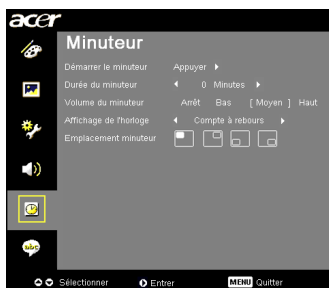 acer
Minuteur
Démarrer le minuteur Appuyer
Durée du minuteur 0 Minutes
Volume du minuteur Arrêt Bas [ Moyen ] Haut
Affichage de l'horloge Compte à rebours
Emplacement minuteur
abc
Sélectionner Entrer MENU Quitter